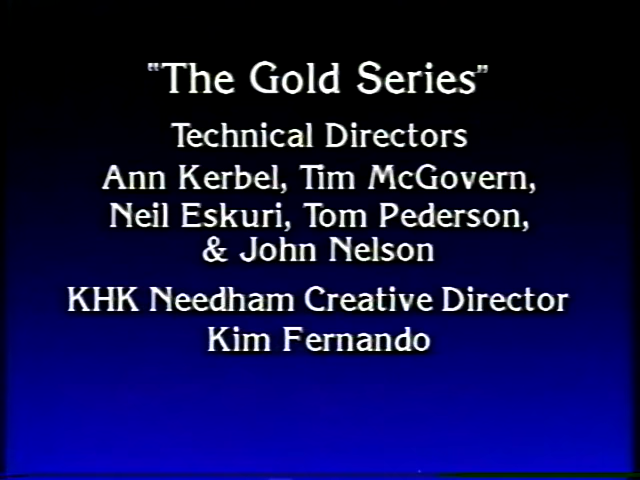 "The Gold Series"
Technical Directors
Ann Kerbel, Tim McGovern,
Neil Eskuri, Tom Pederson,
& John Nelson
KHK Needham Creative Director
Kim Fernando